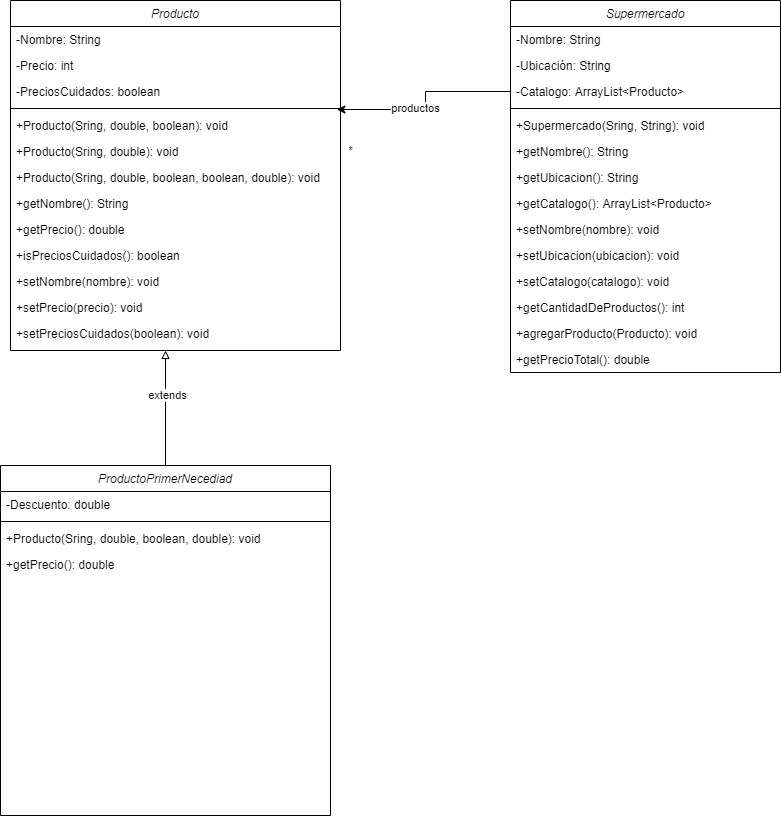 Producto
-Nombre: String
-Precio: int
-PreciosCuidados: boolean
+Producto(Sring, double, boolean): void
+Producto(Sring, double): void
+Producto(Sring, double, boolean, boolean, double): void
+getNombre(): String
+getPrecio(): double
+isPreciosCuidados(): boolean
+setNombre(nombre): void
+setPrecio(precio): void
+setPreciosCuidados(boolean): void
productos
*
Supermercado
-Nombre: String
-Ubicación: String
-Catalogo: ArrayList<Producto>
+Supermercado(Sring, String): void
+getNombre(): String
+getUbicacion(): String
+getCatalogo(): ArrayList<Producto>
+setNombre(nombre): void
+setUbicacion(ubicacion): void
+setCatalogo(catalogo): void
+getCantidadDeProductos(): int
+agregarProducto(Producto): void
+getPrecioTotal(): double
extends
ProductoPrimerNecediad
-Descuento: double
+Producto(Sring, double, boolean, double): void
+getPrecio(): double